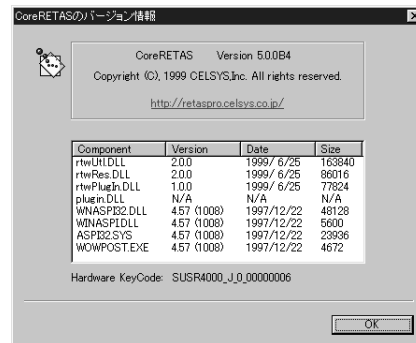 CoreRETASのバージョン情報
CoreRETAS Version 5.0.0B4
Copyright (C), 1999 CELSYS,Inc. All rights reserved.
http://retaspro.celsys.co.jp/
Component Version Date Size
rtwUtl.DLL 2.0.0 1999/ 6/25 163840
rtwRes.DLL 2.0.0 1999/ 6/25 86016
rtwPlugIn.DLL 1.0.0 1999/ 6/25 77824
plugin.DLL N/A N/A N/A
WNASPI32.DLL 4.57 (1008) 1997/12/22 48128
WINASPI.DLL 4.57 (1008) 1997/12/22 5600
ASPI32.SYS 4.57 (1008) 1997/12/22 23936
WOWPOST.EXE 4.57 (1008) 1997/12/22 4672
Hardware KeyCode: SUSR4000_J_0_00000006
OK